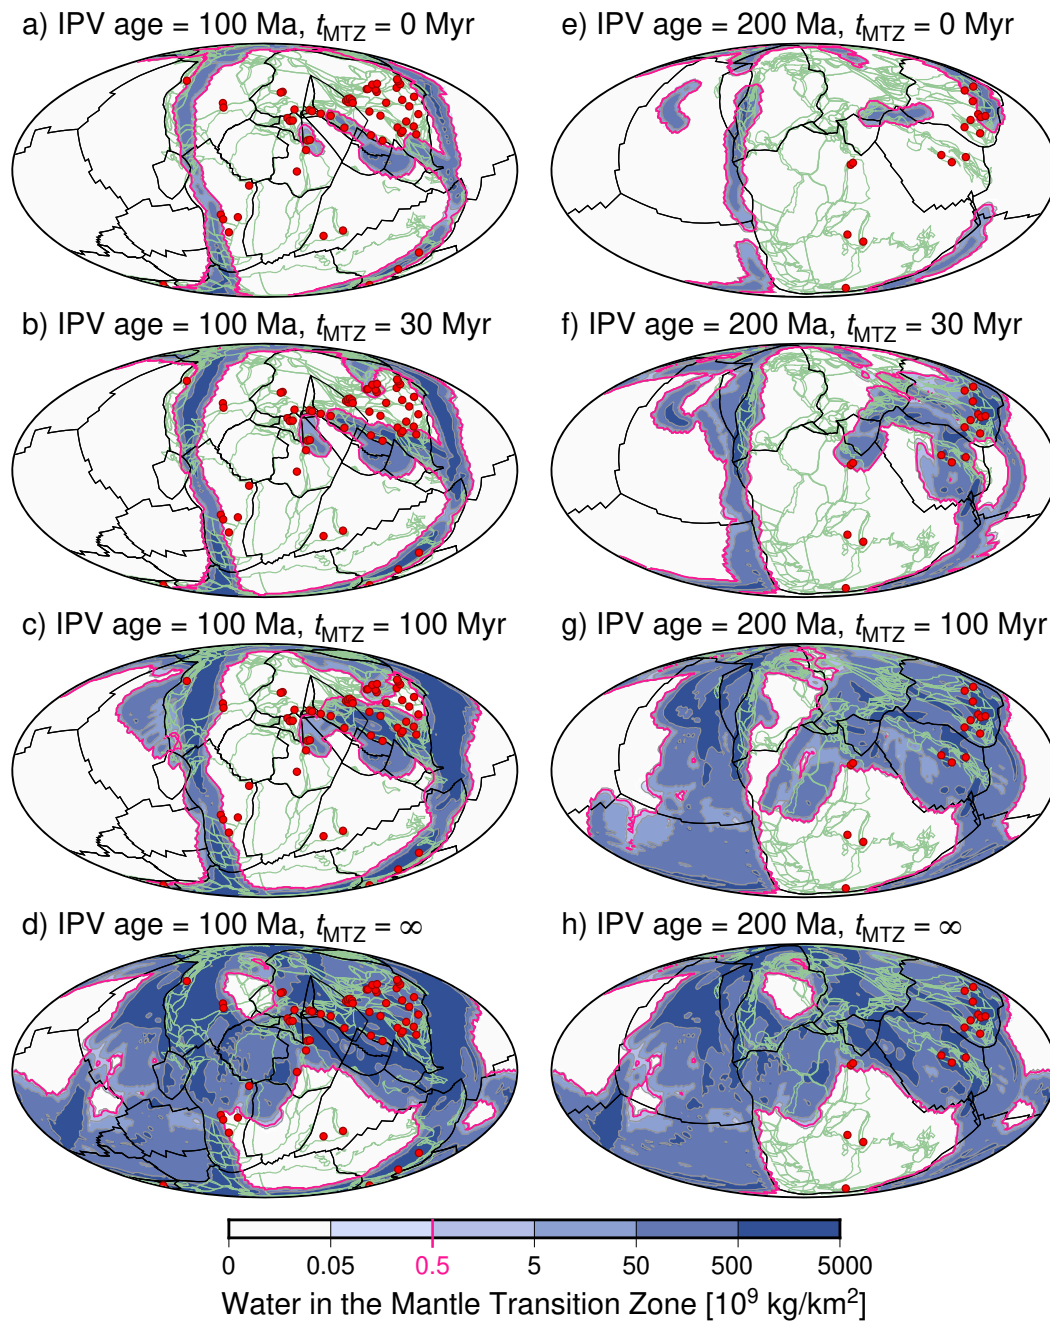 a) IPV age = 100 Ma, tMTZ = 0 Myr
e) IPV age = 200 Ma, tMTZ = 0 Myr
b) IPV age = 100 Ma, tMTZ = 30 Myr
f) IPV age = 200 Ma, tMTZ = 30 Myr
c) IPV age = 100 Ma, tMTZ = 100 Myr
g) IPV age = 200 Ma, tMTZ = 100 Myr
d) IPV age = 100 Ma, tMTZ = ∞
h) IPV age = 200 Ma, tMTZ = ∞
0 0.05 0.5 5 50 500 5000
Water in the Mantle Transition Zone [10⁹ kg/km²]